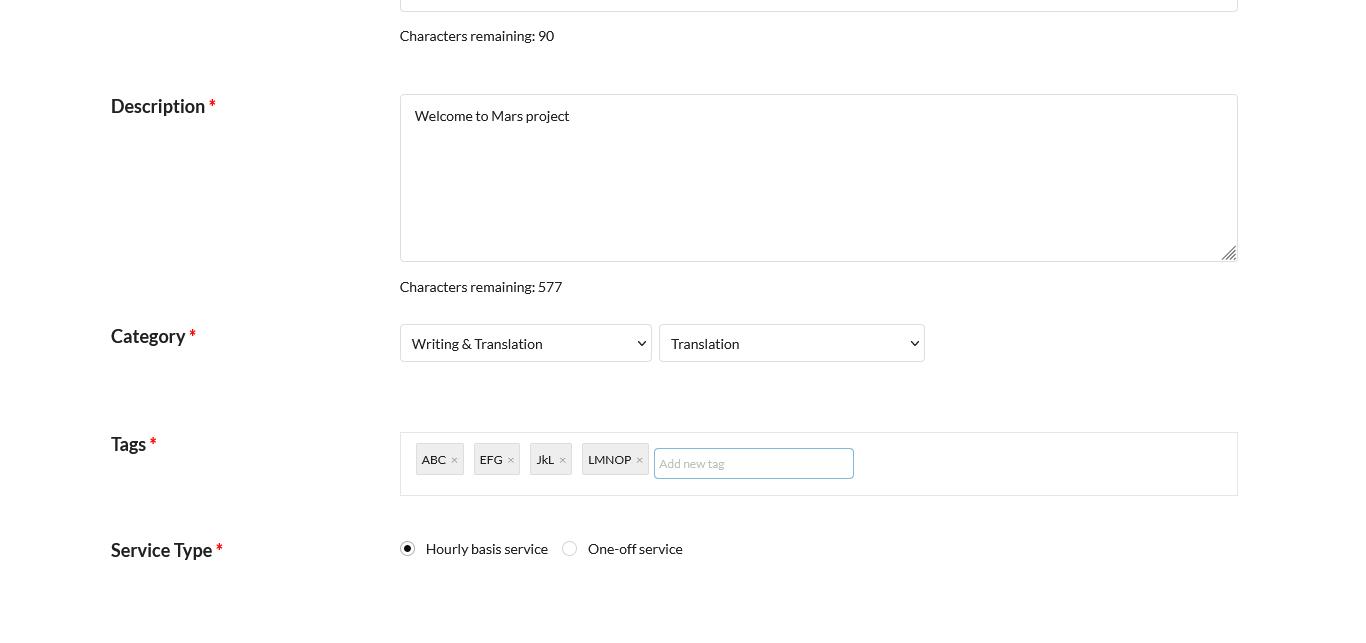 Characters remaining: 90
Description *
Welcome to Mars project
Characters remaining: 577
Category *
Writing & Translation
Translation
Tags *
ABC × EFG × JkL × LMNOP × Add new tag
Service Type *
Hourly basis service One-off service